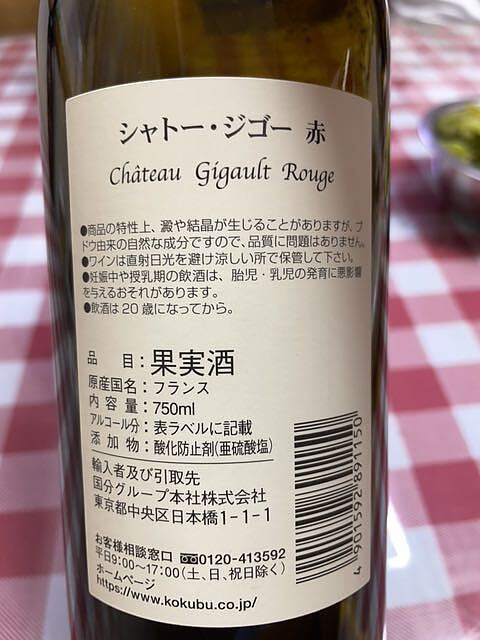 シャトー・ジゴー 赤
Château Gigault Rouge
●商品の特性上、澱や結晶が生じることがありますが、ブ
ドウ由来の自然な成分ですので、品質に問題はありません。
●ワインは直射日光を避け涼しい所で保管して下さい。
●妊娠中や授乳期の飲酒は、胎児・乳児の発育に悪影響
を与えるおそれがあります。
●飲酒は20歳になってから。
品 目：果実酒
原産国名：フランス
内容量：750ml
アルコール分：表ラベルに記載
添加物：酸化防止剤(亜硫酸塩)
輸入者及び引取先
国分グループ本社株式会社
東京都中央区日本橋1-1-1
お客様相談窓口 0120-413592
平日9:00～17:00(土、日、祝日除く)
ホームページ
https://www.kokubu.co.jp/
4 901592 891150